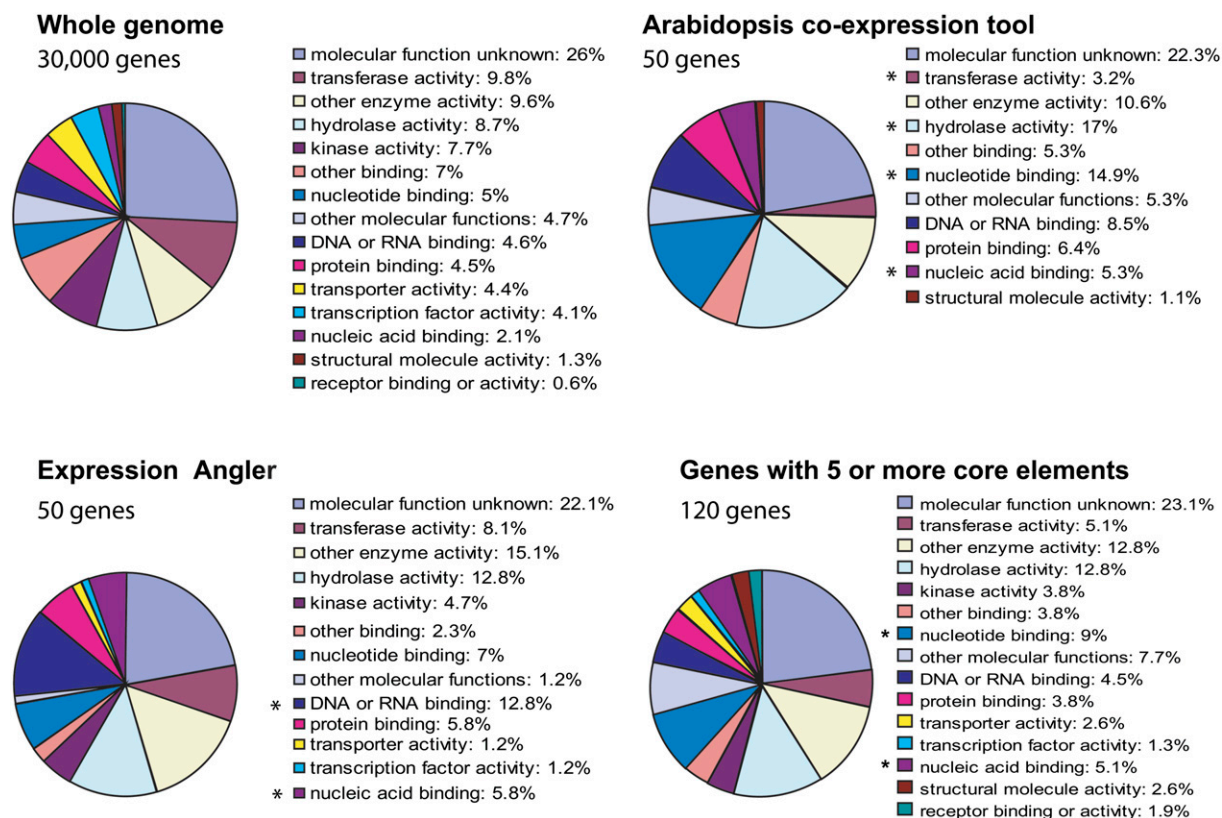 Whole genome
30,000 genes
molecular function unknown: 26%
transferase activity: 9.8%
other enzyme activity: 9.6%
hydrolase activity: 8.7%
kinase activity: 7.7%
other binding: 7%
nucleotide binding: 5%
other molecular functions: 4.7%
DNA or RNA binding: 4.6%
protein binding: 4.5%
transporter activity: 4.4%
transcription factor activity: 4.1%
nucleic acid binding: 2.1%
structural molecule activity: 1.3%
receptor binding or activity: 0.6%
Arabidopsis co-expression tool
50 genes
molecular function unknown: 22.3%
* transferase activity: 3.2%
other enzyme activity: 10.6%
* hydrolase activity: 17%
other binding: 5.3%
* nucleotide binding: 14.9%
other molecular functions: 5.3%
DNA or RNA binding: 8.5%
protein binding: 6.4%
* nucleic acid binding: 5.3%
structural molecule activity: 1.1%
Expression Angler
50 genes
molecular function unknown: 22.1%
transferase activity: 8.1%
other enzyme activity: 15.1%
hydrolase activity: 12.8%
kinase activity: 4.7%
other binding: 2.3%
nucleotide binding: 7%
other molecular functions: 1.2%
* DNA or RNA binding: 12.8%
protein binding: 5.8%
transporter activity: 1.2%
transcription factor activity: 1.2%
* nucleic acid binding: 5.8%
Genes with 5 or more core elements
120 genes
molecular function unknown: 23.1%
transferase activity: 5.1%
other enzyme activity: 12.8%
hydrolase activity: 12.8%
kinase activity 3.8%
other binding: 3.8%
* nucleotide binding: 9%
other molecular functions: 7.7%
DNA or RNA binding: 4.5%
protein binding: 3.8%
transporter activity: 2.6%
transcription factor activity: 1.3%
* nucleic acid binding: 5.1%
structural molecule activity: 2.6%
receptor binding or activity: 1.9%